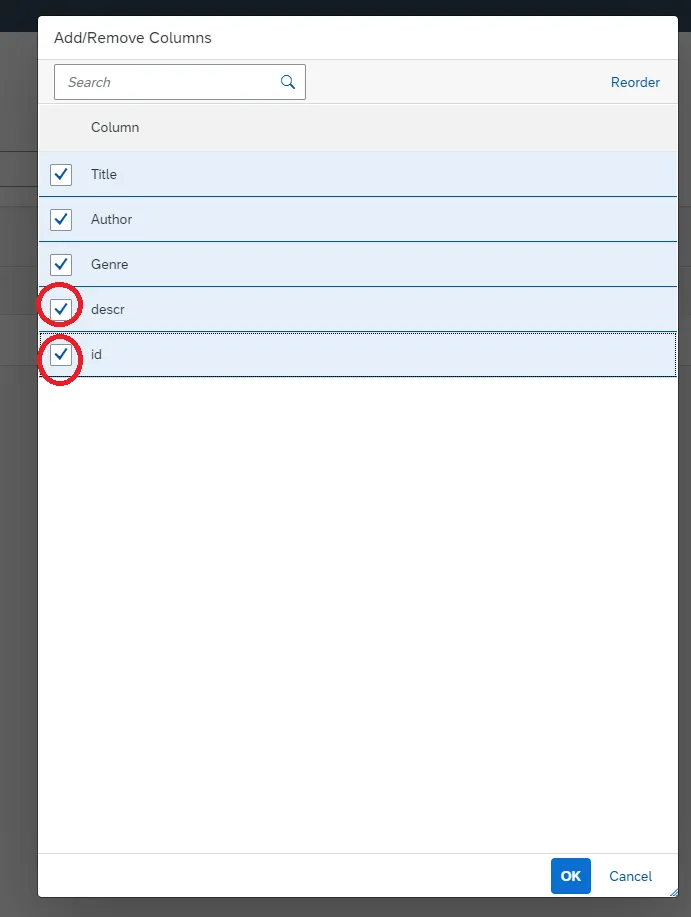 Add/Remove Columns
Search
Reorder
Column
Title
Author
Genre
descr
id
OK
Cancel